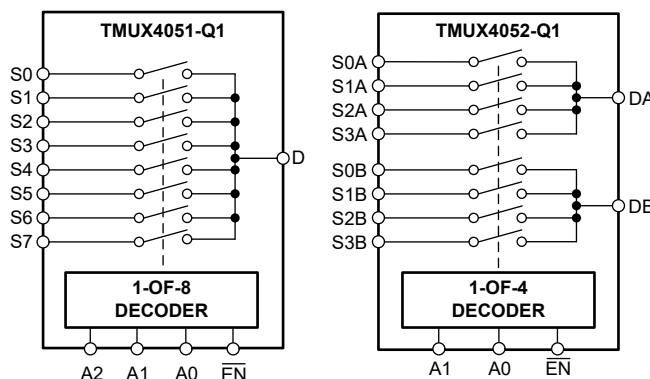 TMUX4051-Q1
S0
S1
S2
S3
S4
S5
S6
S7
D
1-OF-8
DECODER
A2 A1 A0 EN
TMUX4052-Q1
S0A
S1A
S2A
S3A
S0B
S1B
S2B
S3B
DA
DB
1-OF-4
DECODER
A1 A0 EN